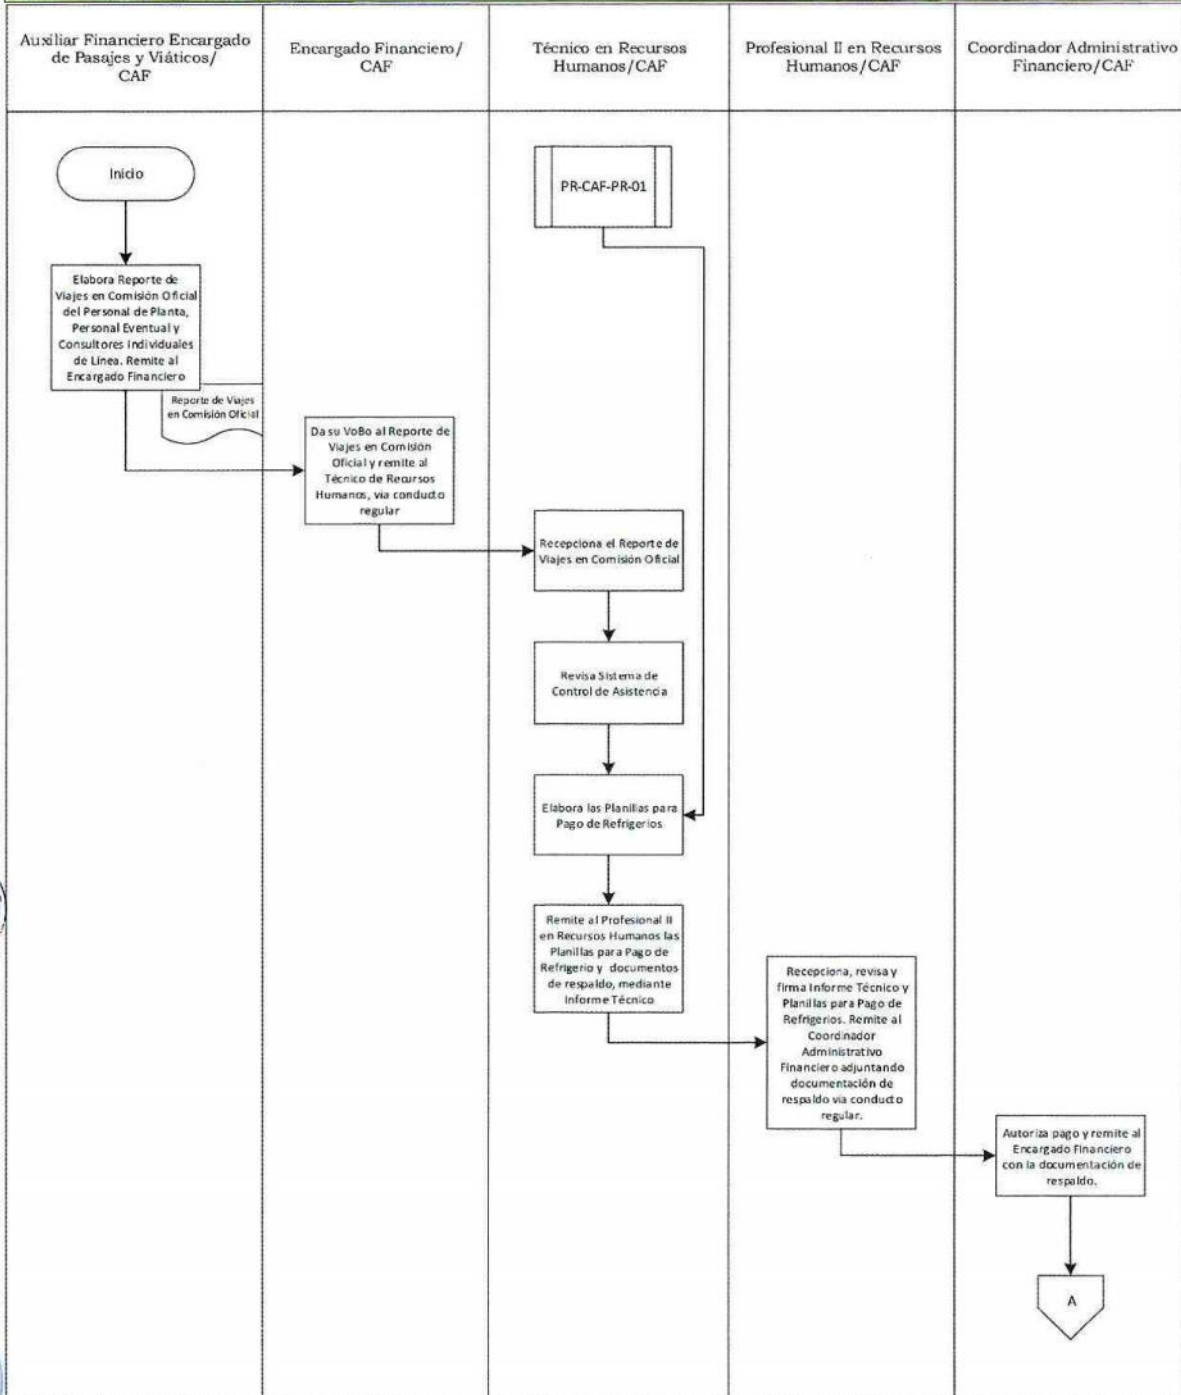 Auxiliar Financiero Encargado
de Pasajes y Viáticos/
CAF
Encargado Financiero/
CAF
Técnico en Recursos
Humanos/CAF
Profesional II en Recursos
Humanos/CAF
Coordinador Administrativo
Financiero/CAF
Inicio
PR-CAF-PR-01
Elabora Reporte de
Viajes en Comisión Oficial
del Personal de Planta,
Personal Eventual y
Consultores Individuales
de Línea. Remite al
Encargado Financiero
Reporte de Viajes
en Comisión Oficial
Da su VoBo al Reporte de
Viajes en Comisión
Oficial y remite al
Técnico de Recursos
Humanos, via conducto
regular
Recepciona el Reporte de
Viajes en Comisión Oficial
Revisa Sistema de
Control de Asistencia
Elabora las Planillas para
Pago de Refrigerios
Remite al Profesional II
en Recursos Humanos las
Planillas para Pago de
Refrigerio y documentos
de respaldo, mediante
Informe Técnico
Recepciona, revisa y
firma Informe Técnico y
Planillas para Pago de
Refrigerios. Remite al
Coordinador
Administrativo
Financiero adjuntando
documentación de
respaldo via conducto
regular.
Autoriza pago y remite al
Encargado Financiero
con la documentación de
respaldo.
A